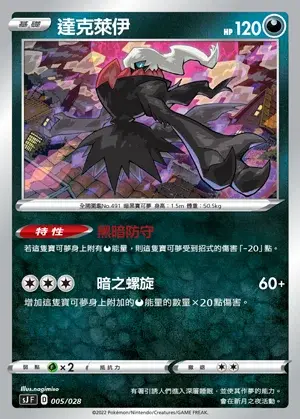 基礎 達克萊伊 HP120
全國圖鑑No.491 暗黑寶可夢 身高：1.5m 體重：50.5kg
特性 黑暗防守
若這隻寶可夢身上附有能量，則這隻寶可夢受到招式的傷害「-20」點。
暗之螺旋 60+
增加這隻寶可夢身上附加的能量的數量×20點傷害。
弱點 ×2 抵抗力 撤退
illus.nagimiso
sJF D 005/028
有著引誘人們進入深層睡眠，並使其作夢的能力。
會在新月之夜活動。
©2022 Pokémon/Nintendo/Creatures/GAME FREAK.